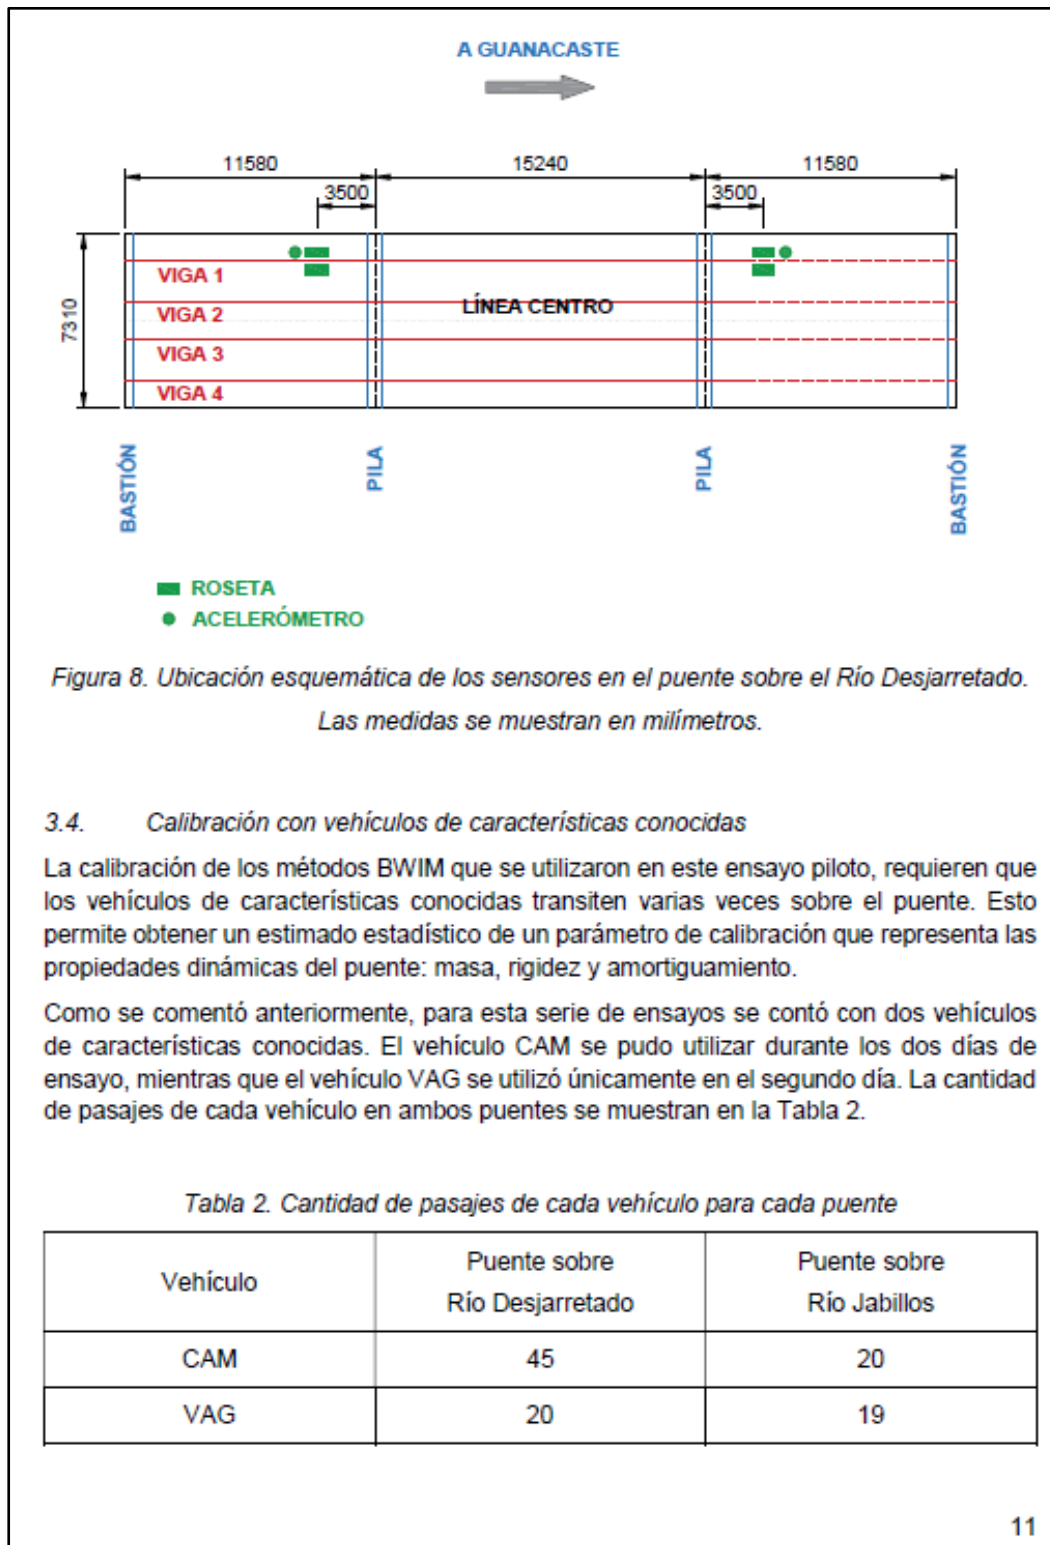 A GUANACASTE
11580 15240 11580
3500 3500
7310
VIGA 1
VIGA 2
LÍNEA CENTRO
VIGA 3
VIGA 4
BASTIÓN
PILA
PILA
BASTIÓN
ROSETA
ACELERÓMETRO
Figura 8. Ubicación esquemática de los sensores en el puente sobre el Río Desjarretado.
Las medidas se muestran en milímetros.
3.4. Calibración con vehículos de características conocidas
La calibración de los métodos BWIM que se utilizaron en este ensayo piloto, requieren que
los vehículos de características conocidas transiten varias veces sobre el puente. Esto
permite obtener un estimado estadístico de un parámetro de calibración que representa las
propiedades dinámicas del puente: masa, rigidez y amortiguamiento.
Como se comentó anteriormente, para esta serie de ensayos se contó con dos vehículos
de características conocidas. El vehículo CAM se pudo utilizar durante los dos días de
ensayo, mientras que el vehículo VAG se utilizó únicamente en el segundo día. La cantidad
de pasajes de cada vehículo en ambos puentes se muestran en la Tabla 2.
Tabla 2. Cantidad de pasajes de cada vehículo para cada puente
Vehículo
Puente sobre
Río Desjarretado
Puente sobre
Río Jabillos
CAM 45 20
VAG 20 19
11